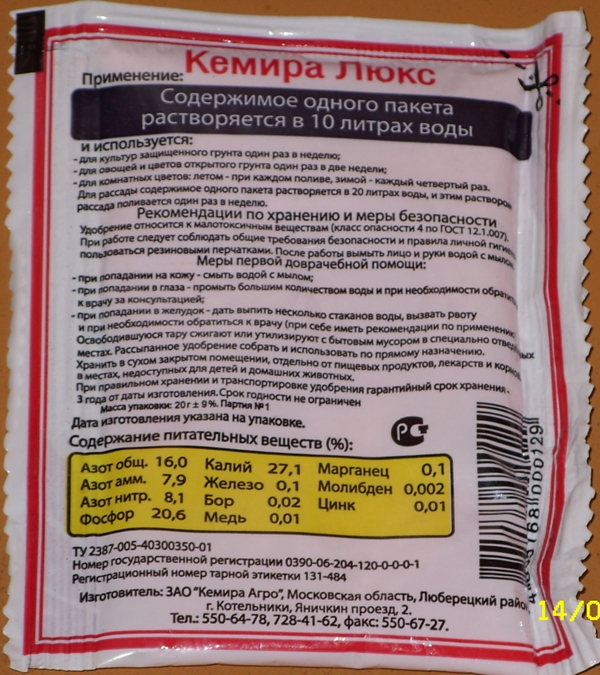 Кемира Люкс
Применение:
Содержимое одного пакета
растворяется в 10 литрах воды
и используется:
- для культур защищенного грунта один раз в неделю;
- для овощей и цветов открытого грунта один раз в две недели;
- для комнатных цветов: летом - при каждом поливе, зимой - каждый четвертый раз.
Для рассады содержимое одного пакета растворяется в 20 литрах воды, и этим раствором
рассада поливается один раз в неделю.
Рекомендации по хранению и меры безопасности
Удобрение относится к малотоксичным веществам (класс опасности 4 по ГОСТ 12.1.007).
При работе следует соблюдать общие требования безопасности и правила личной гигие
пользоваться резиновыми перчатками. После работы вымыть лицо и руки водой с мылом
Меры первой доврачебной помощи:
- при попадании на кожу - смыть водой с мылом;
- при попадании в глаза - промыть большим количеством воды и при необходимости обрати
к врачу за консультацией;
- при попадании в желудок - дать выпить несколько стаканов воды, вызвать рвоту
и при необходимости обратиться к врачу (при себе иметь рекомендации по применению
Освободившуюся тару сжигают или утилизируют с бытовым мусором в специально отведенных
местах. Рассыпанное удобрение собрать и использовать по прямому назначению.
Хранить в сухом закрытом помещении, отдельно от пищевых продуктов, лекарств и кормов
в местах, недоступных для детей и домашних животных.
При правильном хранении и транспортировке удобрения гарантийный срок хранения -
3 года от даты изготовления. Срок годности не ограничен
Масса упаковки: 20 г ± 9%. Партия №1
Дата изготовления указана на упаковке.
Содержание питательных веществ (%):
РС
Азот общ. 16,0 Калий 27,1 Марганец 0,1
Азот амм. 7,9 Железо 0,1 Молибден 0,002
Азот нитр. 8,1 Бор 0,02 Цинк 0,01
Фосфор 20,6 Медь 0,01
ТУ 2387-005-40300350-01
Номер государственной регистрации 0390-06-204-120-0-0-0-1
Регистрационный номер тарной этикетки 131-484
Изготовитель: ЗАО "Кемира Агро", Московская область, Люберецкий район
г. Котельники, Яничкин проезд, 2.
Тел.: 550-64-78, 728-41-62, факс: 550-67-27.
14/0